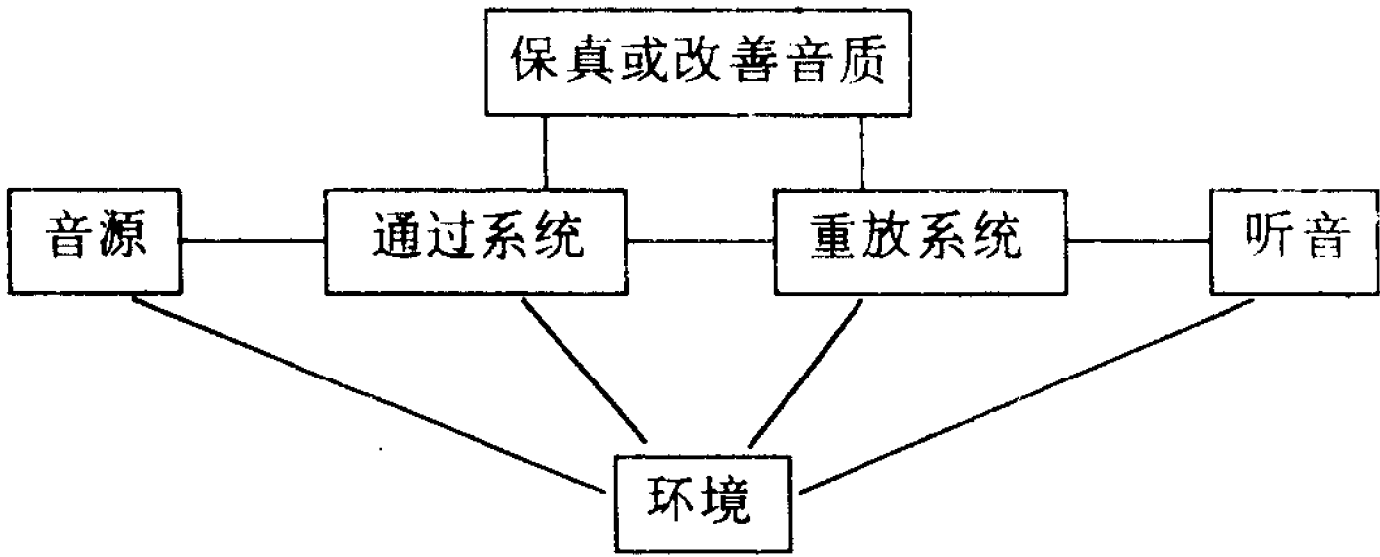 保真或改善音质
音源
通过系统
重放系统
听音
环境